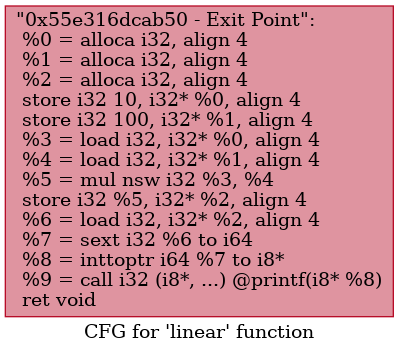 "0x55e316dcab50 - Exit Point":
%0 = alloca i32, align 4
%1 = alloca i32, align 4
%2 = alloca i32, align 4
store i32 10, i32* %0, align 4
store i32 100, i32* %1, align 4
%3 = load i32, i32* %0, align 4
%4 = load i32, i32* %1, align 4
%5 = mul nsw i32 %3, %4
store i32 %5, i32* %2, align 4
%6 = load i32, i32* %2, align 4
%7 = sext i32 %6 to i64
%8 = inttoptr i64 %7 to i8*
%9 = call i32 (i8*, ...) @printf(i8* %8)
ret void
CFG for 'linear' function